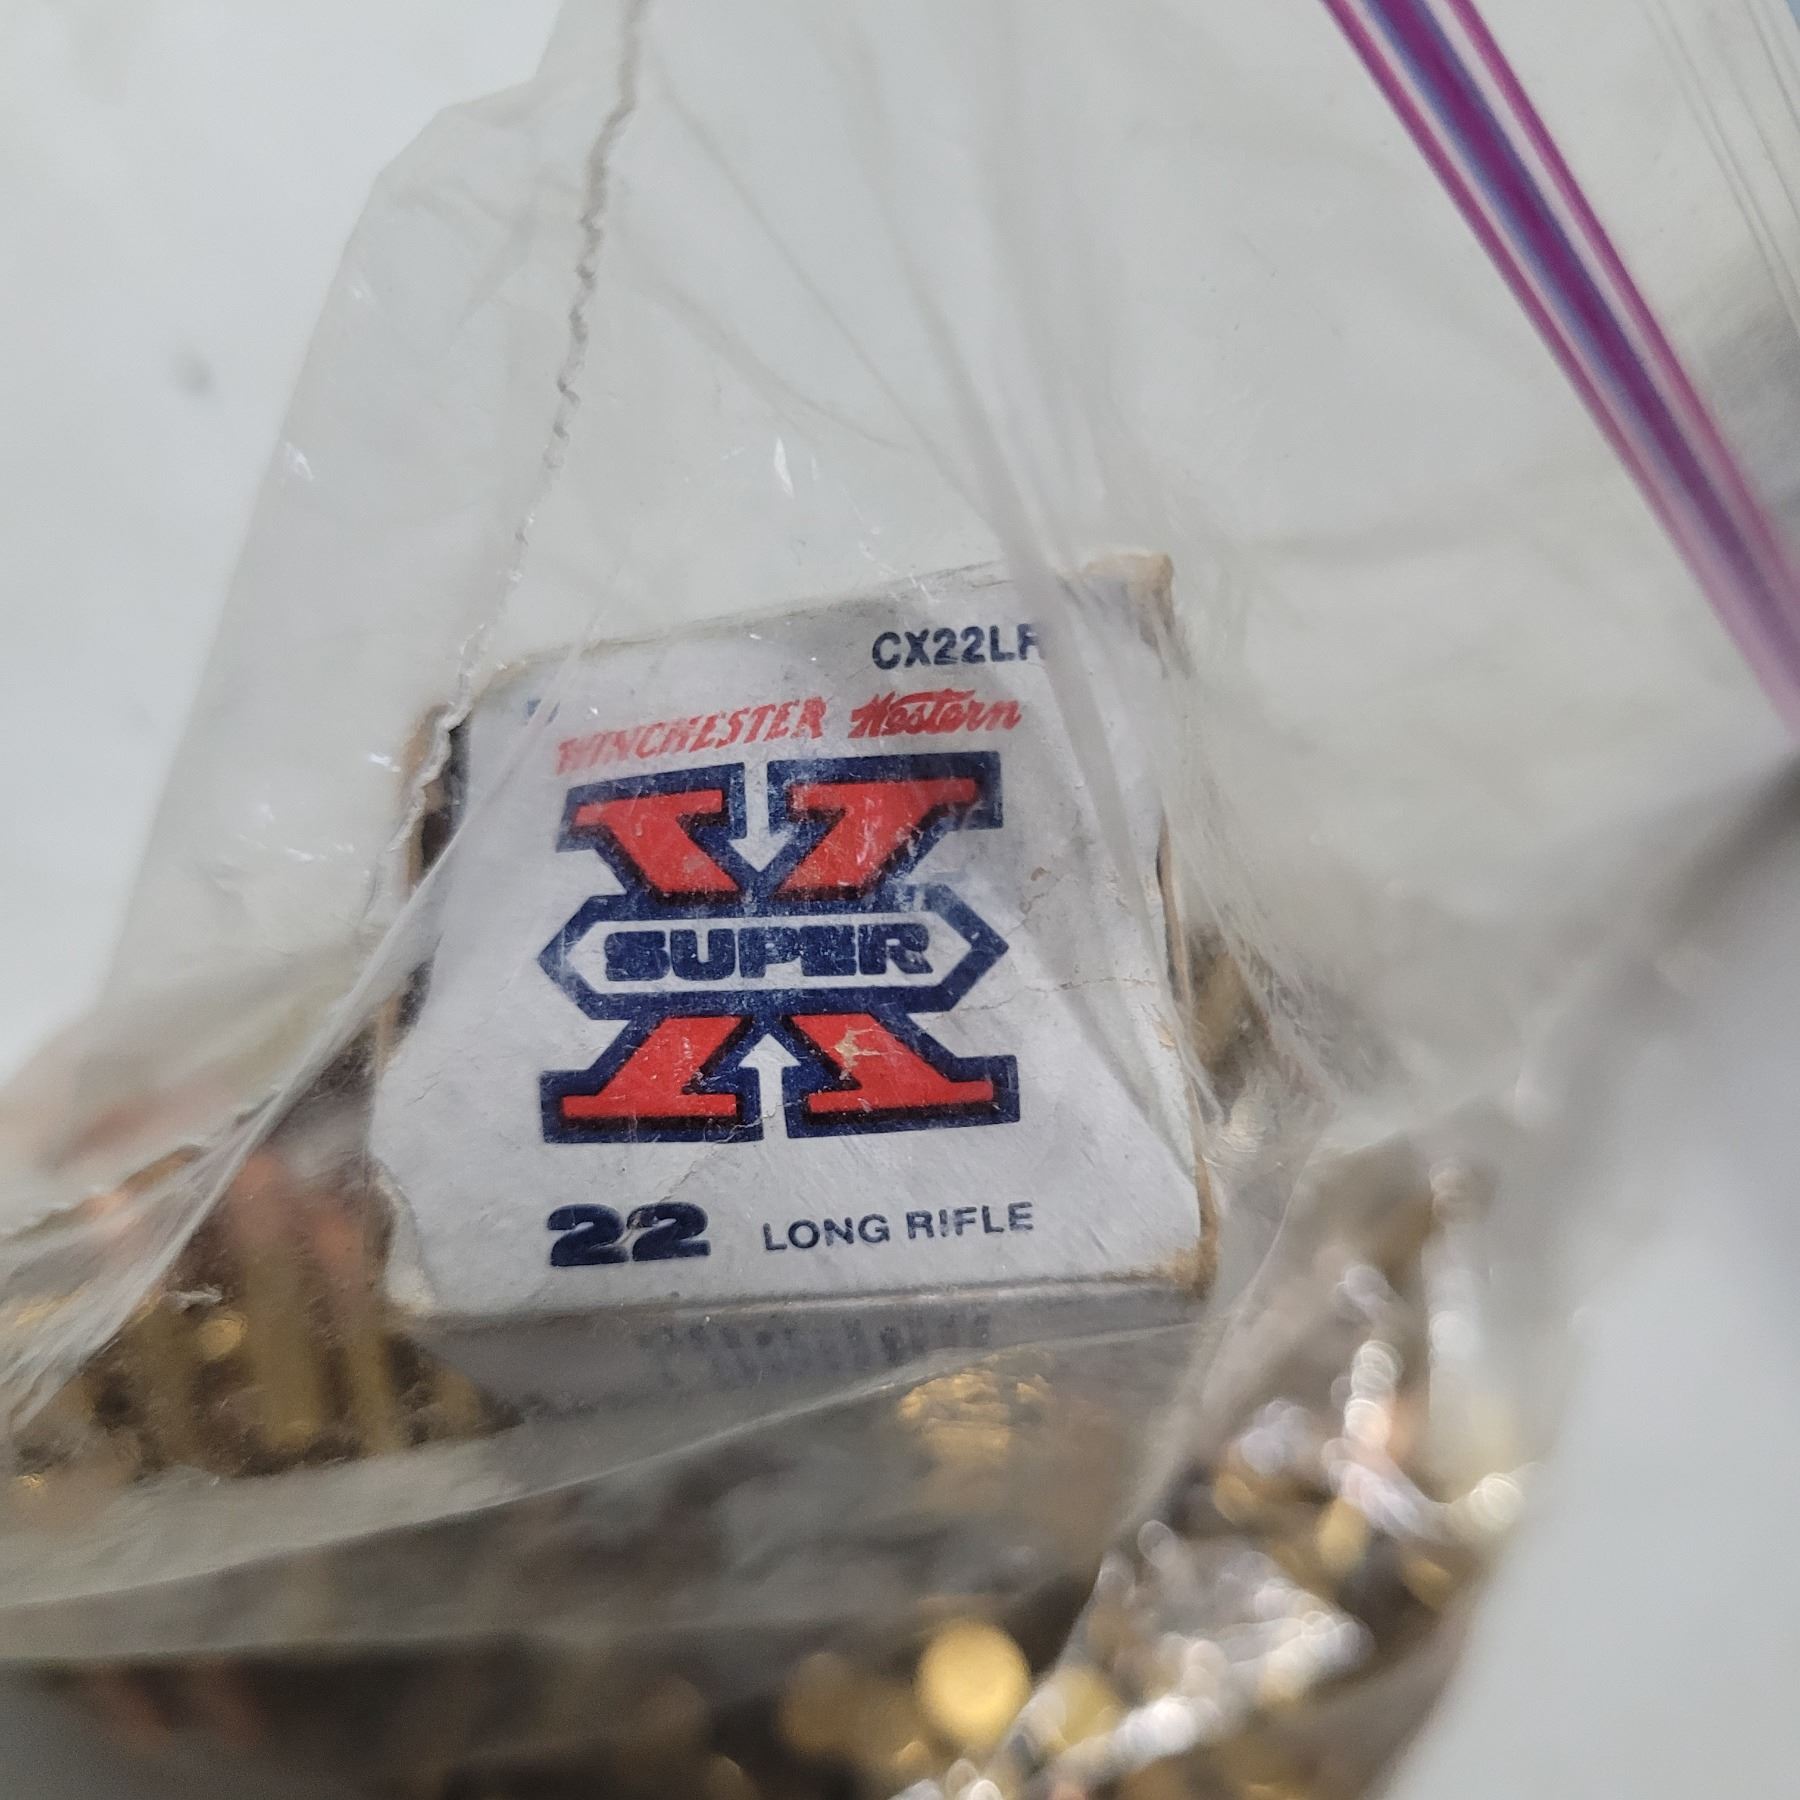 CX22LR
WINCHESTER Western
SUPER
X
22 LONG RIFLE